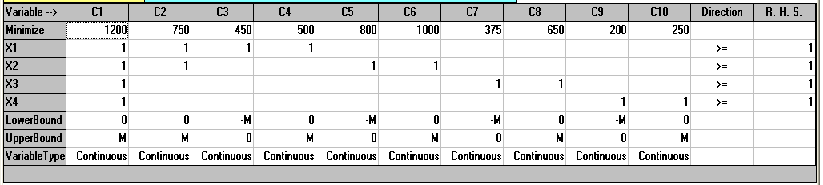 Variable --> C1 C2 C3 C4 C5 C6 C7 C8 C9 C10 Direction R. H. S.
Minimize 1200 750 450 500 800 1000 375 650 200 250
X1 1 1 1 1 >= 1
X2 1 1 1 1 >= 1
X3 1 1 1 >= 1
X4 1 1 1 >= 1
LowerBound 0 0 -M 0 -M 0 -M 0 -M 0
UpperBound M M 0 M 0 M 0 M 0 M
VariableType Continuous Continuous Continuous Continuous Continuous Continuous Continuous Continuous Continuous Continuous